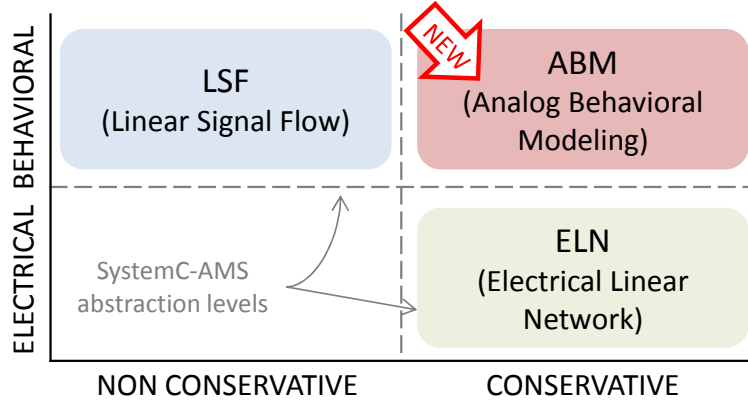 NEW
LSF
(Linear Signal Flow)
ABM
(Analog Behavioral
Modeling)
ELECTRICAL BEHAVIORAL
SystemC-AMS
abstraction levels
ELN
(Electrical Linear
Network)
NON CONSERVATIVE
CONSERVATIVE